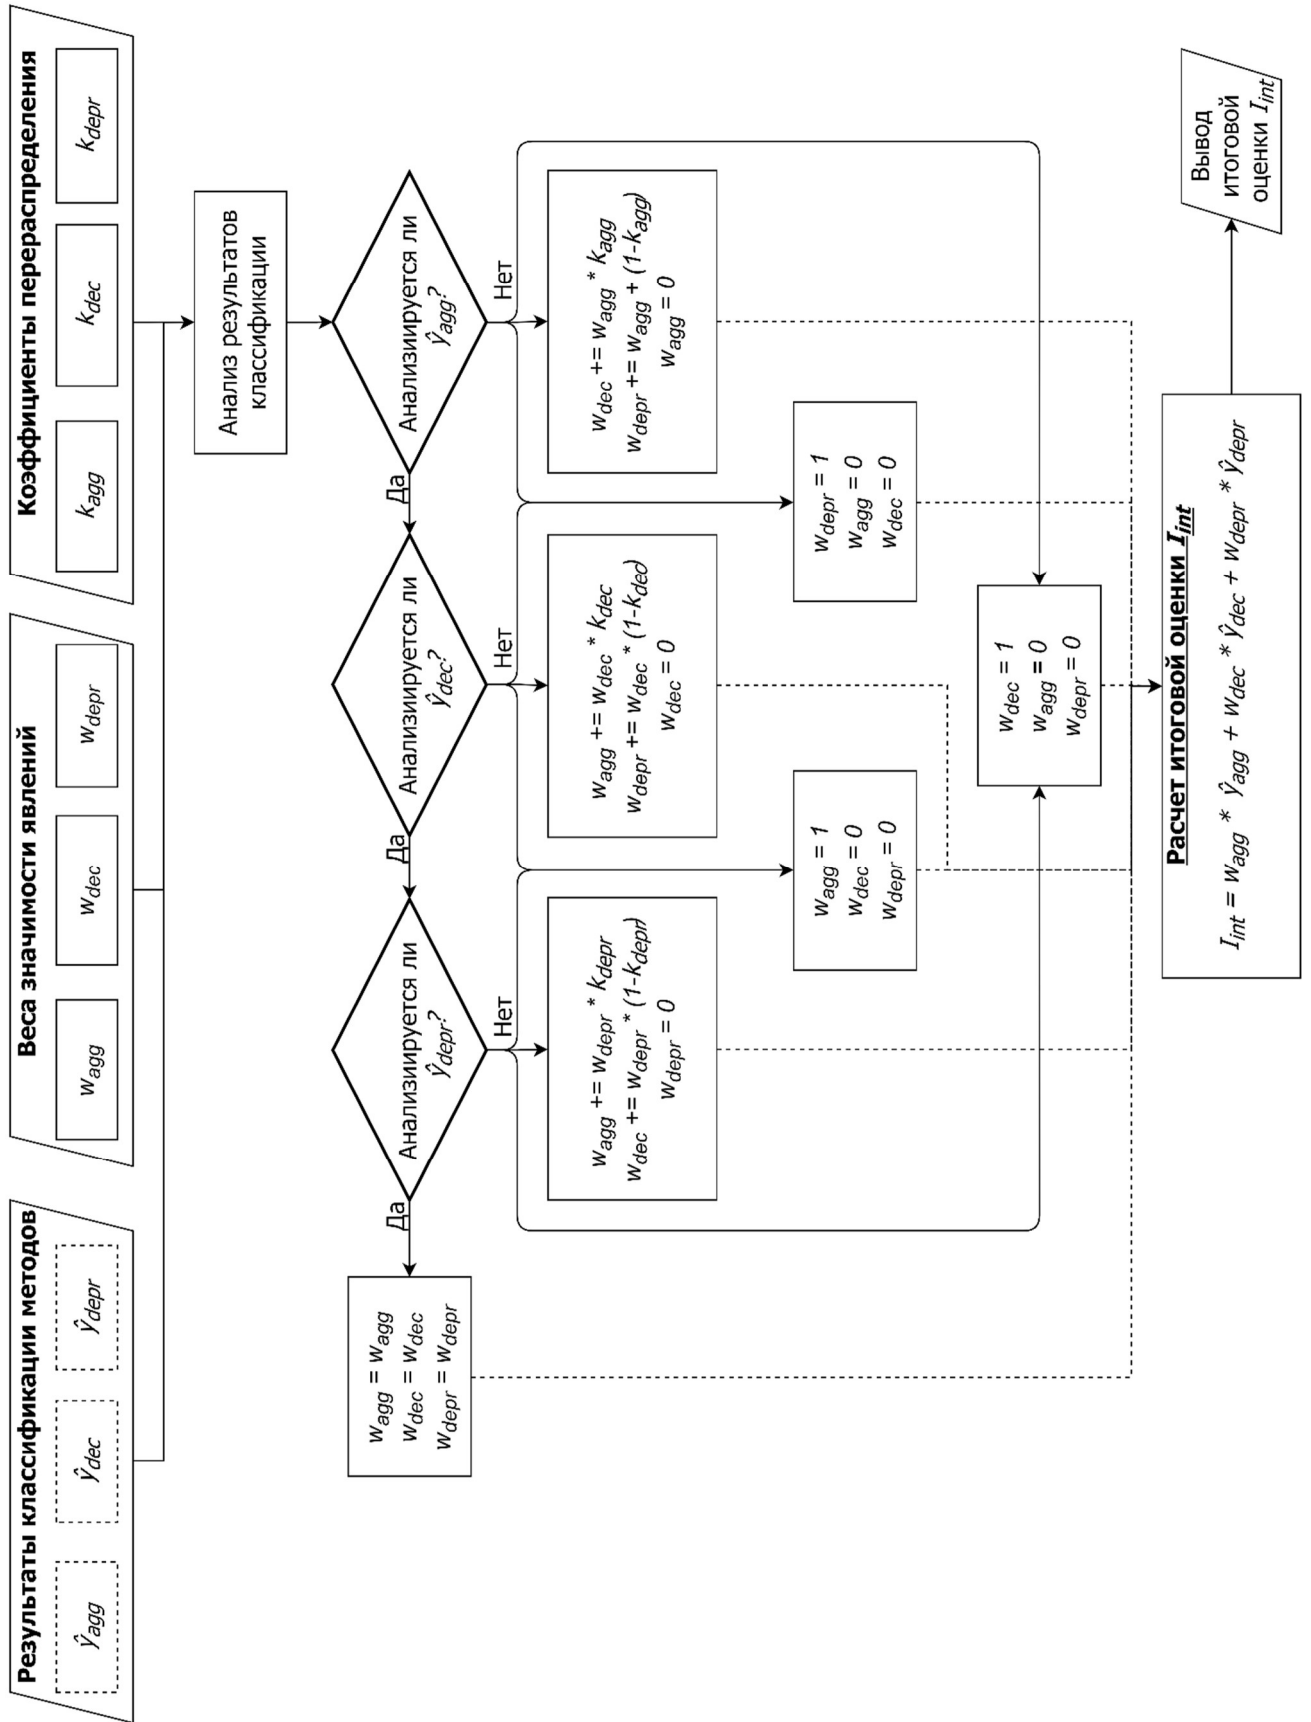 Результаты классификации методов
ŷagg
ŷdec
ŷdepr
Веса значимости явлений
wagg
wdec
wdepr
Коэффициенты перераспределения
kagg
kdec
kdepr
Анализ результатов
классификации
Анализируется ли
ŷagg?
Да
Нет
Анализируется ли
ŷdec?
Да
Нет
Анализируется ли
ŷdepr?
Да
Нет
wagg = wagg
wdec = wdec
wdepr = wdepr
wagg += wdepr * kdepr
wdec += wdepr * (1-kdepr)
wdepr = 0
wagg += wdec * kdec
wdepr += wdec * (1-kdec)
wdec = 0
wdec += wagg * kagg
wdepr += wagg + (1-kagg)
wagg = 0
wagg = 1
wdec = 0
wdepr = 0
wdepr = 1
wagg = 0
wdec = 0
wdec = 1
wagg = 0
wdepr = 0
Расчет итоговой оценки Iint
Iint = wagg * ŷagg + wdec * ŷdec + wdepr * ŷdepr
Вывод
итоговой
оценки Iint